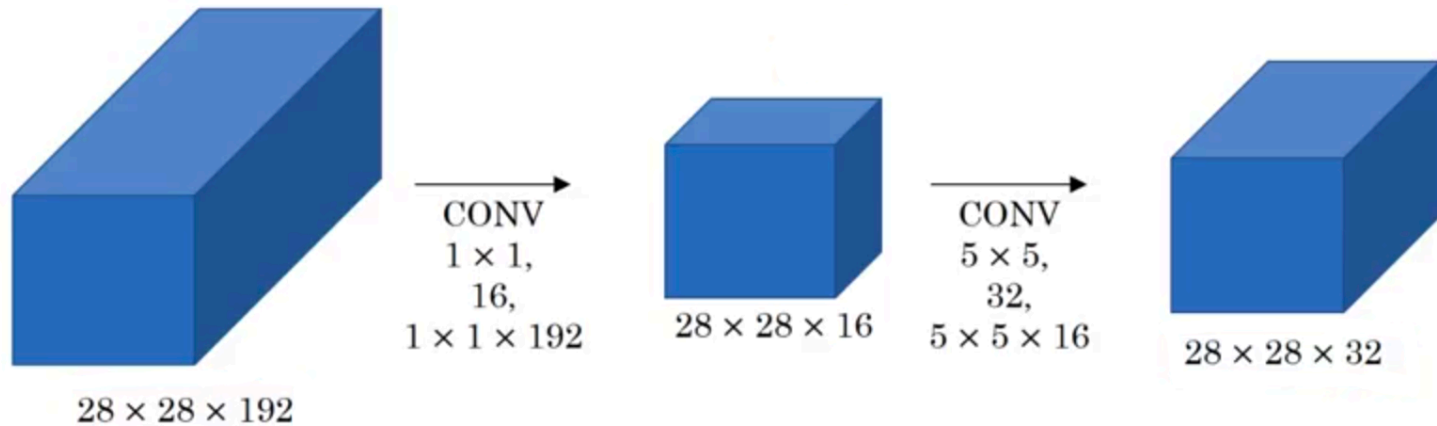 28 × 28 × 192
CONV
1 × 1,
16,
1 × 1 × 192
28 × 28 × 16
CONV
5 × 5,
32,
5 × 5 × 16
28 × 28 × 32